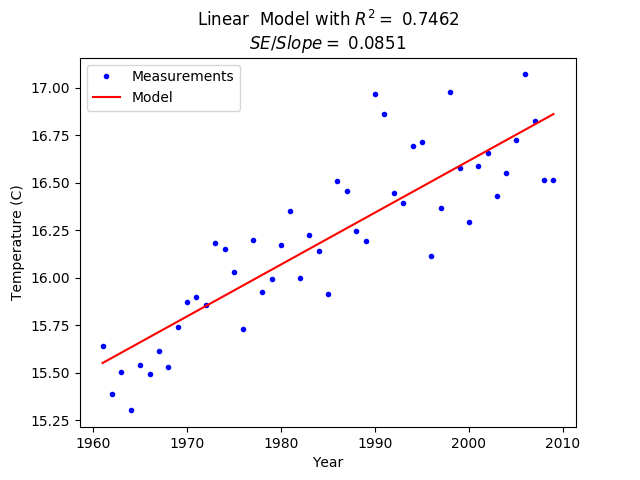 Linear Model with R² = 0.7462
SE/Slope = 0.0851
Measurements
Model
Temperature (C)
17.00
16.75
16.50
16.25
16.00
15.75
15.50
15.25
1960 1970 1980 1990 2000 2010
Year